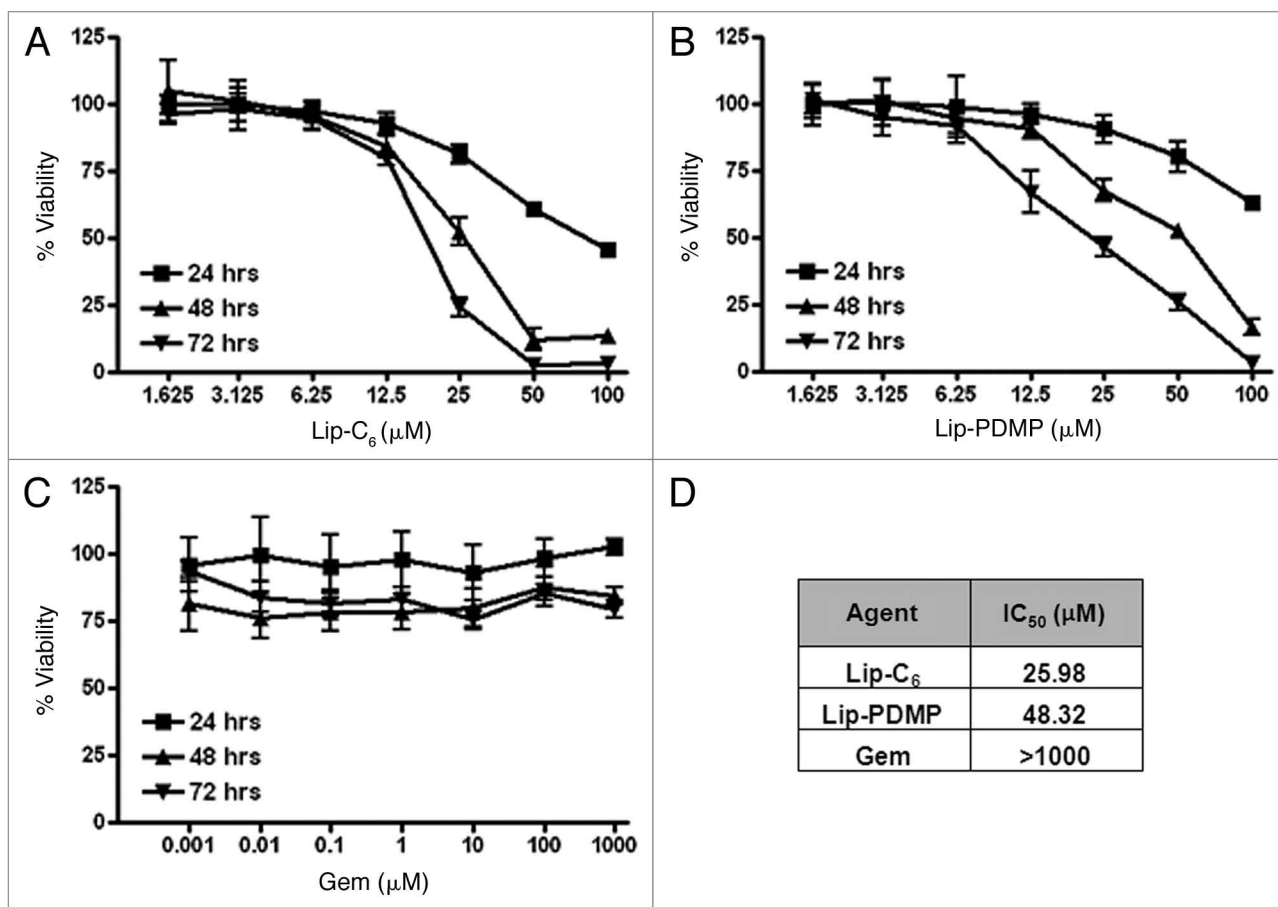 A
125
100
75
50
25
0
% Viability
24 hrs
48 hrs
72 hrs
1.625 3.125 6.25 12.5 25 50 100
Lip-C₆ (μM)
B
125
100
75
50
25
0
% Viability
24 hrs
48 hrs
72 hrs
1.625 3.125 6.25 12.5 25 50 100
Lip-PDMP (μM)
C
125
100
75
50
25
0
% Viability
24 hrs
48 hrs
72 hrs
0.001 0.01 0.1 1 10 100 1000
Gem (μM)
D
Agent IC₅₀ (μM)
Lip-C₆ 25.98
Lip-PDMP 48.32
Gem >1000